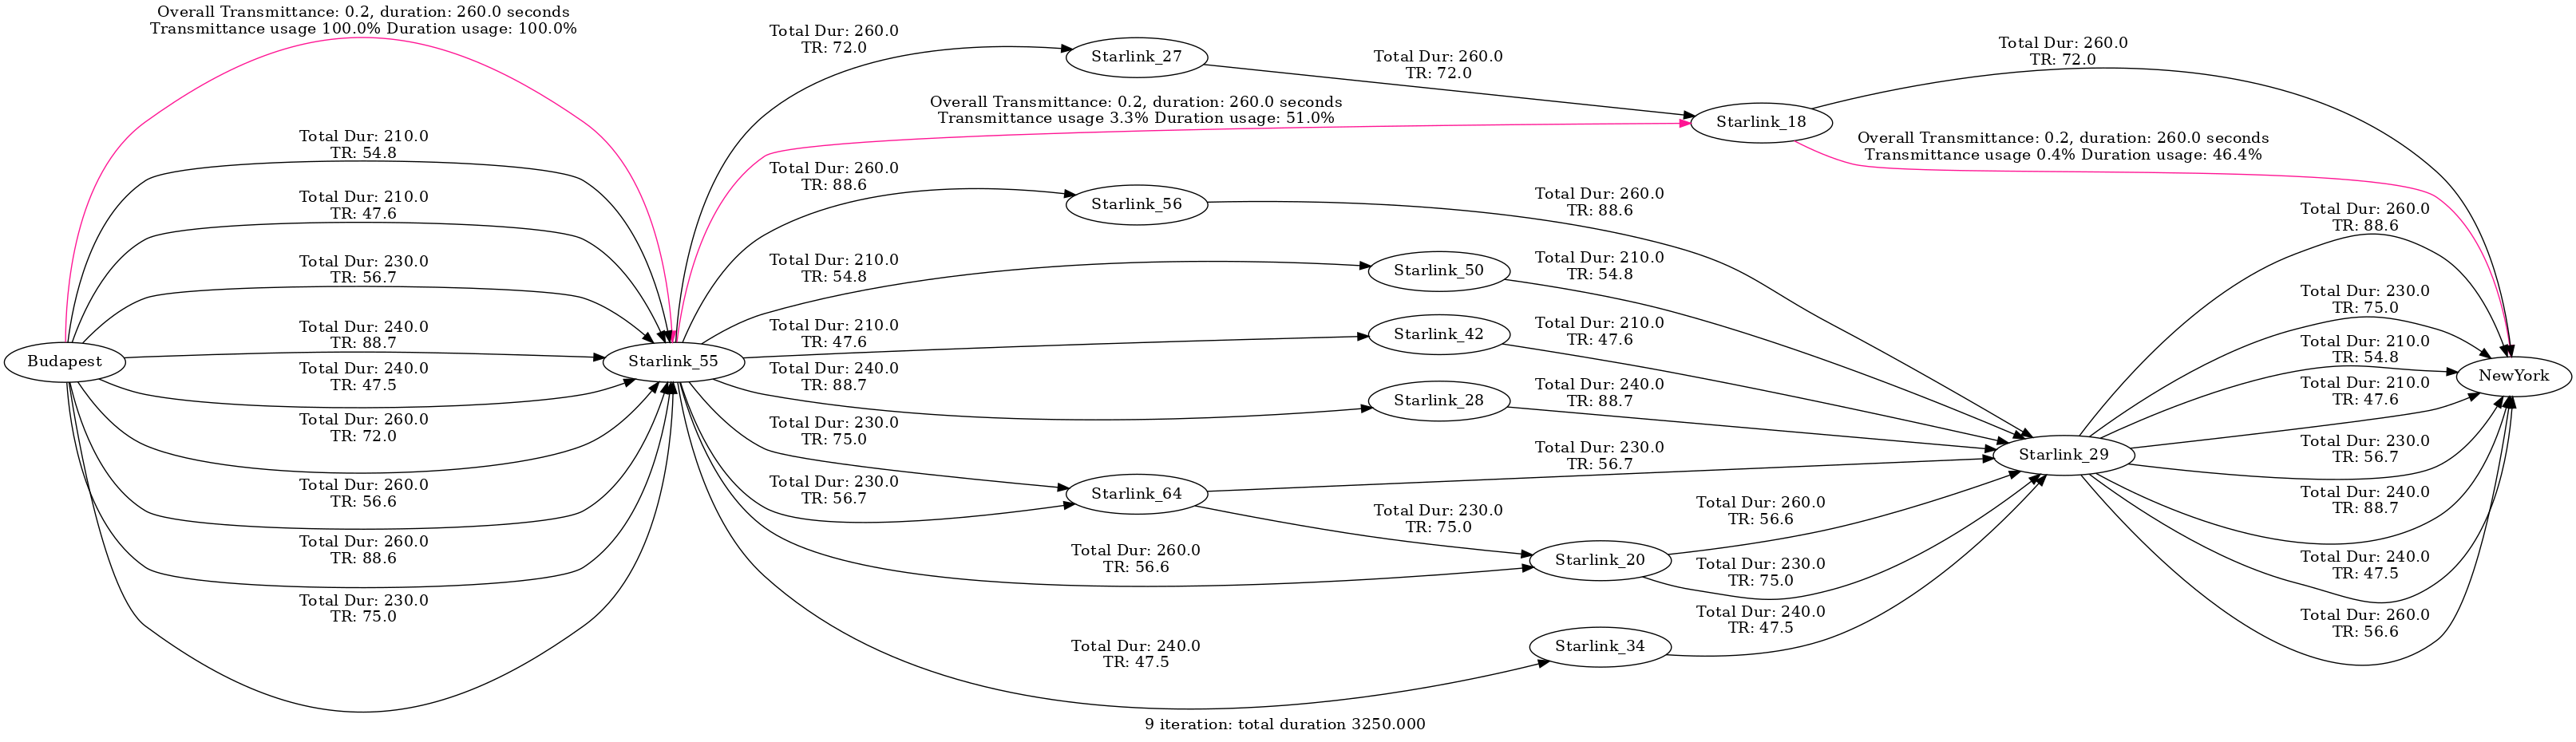 Overall Transmittance: 0.2, duration: 260.0 seconds
Transmittance usage 100.0% Duration usage: 100.0%
Total Dur: 210.0
TR: 54.8
Total Dur: 210.0
TR: 47.6
Total Dur: 230.0
TR: 56.7
Total Dur: 240.0
TR: 88.7
Total Dur: 240.0
TR: 47.5
Total Dur: 260.0
TR: 72.0
Total Dur: 260.0
TR: 56.6
Total Dur: 260.0
TR: 88.6
Total Dur: 230.0
TR: 75.0
Budapest
Starlink_55
Total Dur: 260.0
TR: 72.0
Overall Transmittance: 0.2, duration: 260.0 seconds
Transmittance usage 3.3% Duration usage: 51.0%
Total Dur: 260.0
TR: 88.6
Total Dur: 210.0
TR: 54.8
Total Dur: 210.0
TR: 47.6
Total Dur: 240.0
TR: 88.7
Total Dur: 230.0
TR: 75.0
Total Dur: 230.0
TR: 56.7
Total Dur: 260.0
TR: 56.6
Total Dur: 240.0
TR: 47.5
Starlink_27
Starlink_56
Starlink_64
Total Dur: 260.0
TR: 72.0
Starlink_50
Starlink_42
Starlink_28
Total Dur: 230.0
TR: 75.0
Starlink_18
Total Dur: 260.0
TR: 88.6
Total Dur: 210.0
TR: 54.8
Total Dur: 210.0
TR: 47.6
Total Dur: 240.0
TR: 88.7
Total Dur: 230.0
TR: 56.7
Starlink_20
Starlink_34
Total Dur: 260.0
TR: 56.6
Total Dur: 230.0
TR: 75.0
Total Dur: 240.0
TR: 47.5
Total Dur: 260.0
TR: 72.0
Overall Transmittance: 0.2, duration: 260.0 seconds
Transmittance usage 0.4% Duration usage: 46.4%
Starlink_29
Total Dur: 260.0
TR: 88.6
Total Dur: 230.0
TR: 75.0
Total Dur: 210.0
TR: 54.8
Total Dur: 210.0
TR: 47.6
Total Dur: 230.0
TR: 56.7
Total Dur: 240.0
TR: 88.7
Total Dur: 240.0
TR: 47.5
Total Dur: 260.0
TR: 56.6
NewYork
9 iteration: total duration 3250.000